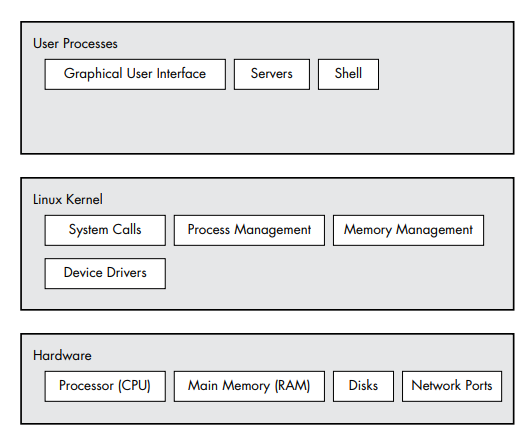 User Processes
Graphical User Interface Servers Shell
Linux Kernel
System Calls Process Management Memory Management
Device Drivers
Hardware
Processor (CPU) Main Memory (RAM) Disks Network Ports